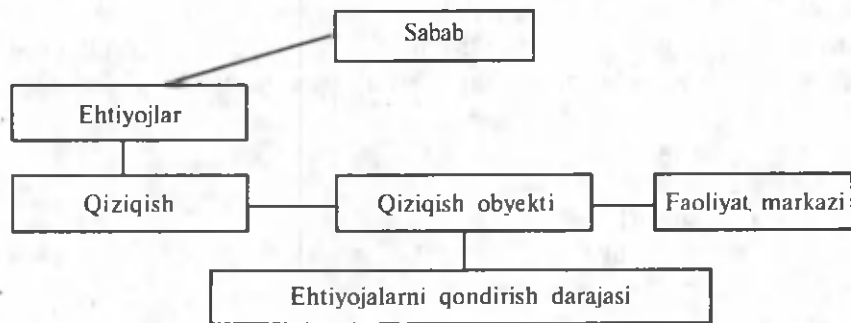 Sabab
Ehtiyojlar
Qiziqish
Qiziqish obyekti
Faoliyat, markazi
Ehtiyojalarni qondirish darajasi